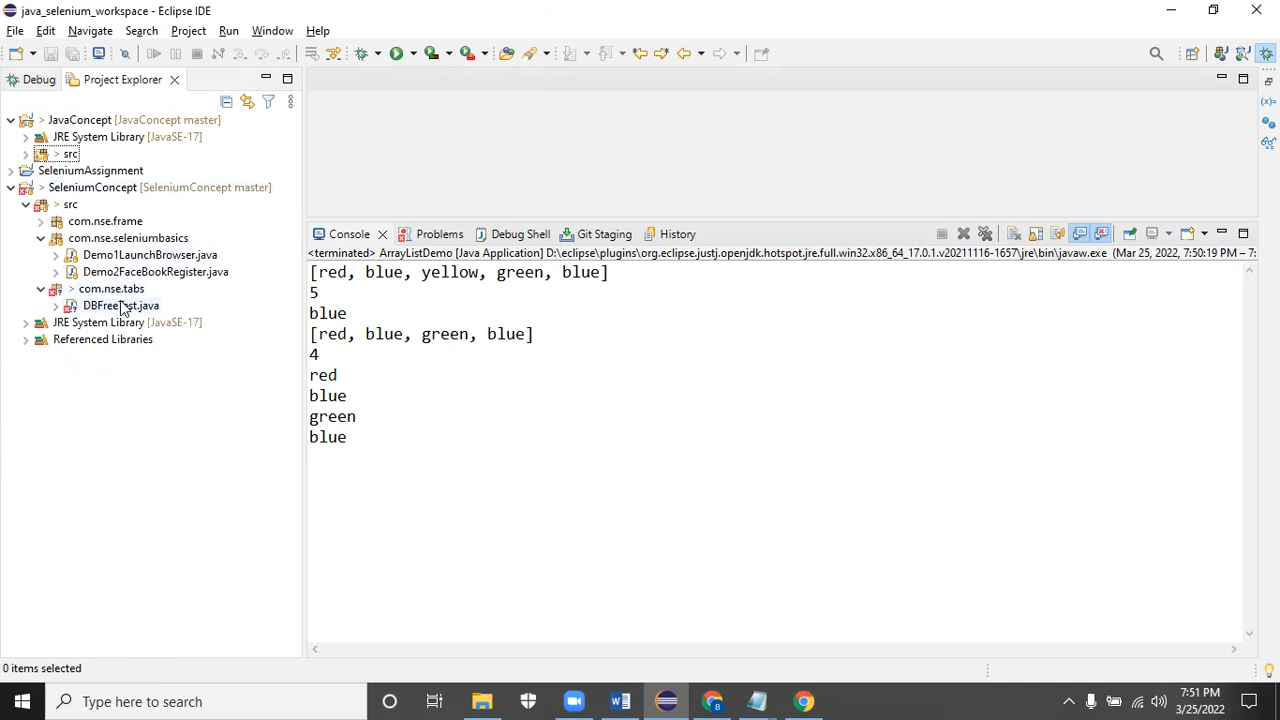 java_selenium_workspace - Eclipse IDE
File Edit Navigate Search Project Run Window Help
Debug Project Explorer
> JavaConcept [JavaConcept master]
JRE System Library [JavaSE-17]
> src
SeleniumAssignment
> SeleniumConcept [SeleniumConcept master]
> src
com.nse.frame
com.nse.seleniumbasics
Demo1LaunchBrowser.java
Demo2FaceBookRegister.java
> com.nse.tabs
JRE System Library [JavaSE-17]
Referenced Libraries
Console Problems Debug Shell Git Staging History
<terminated> ArrayListDemo [Java Application] D:\eclipse\plugins\org.eclipse.justj.openjdk.hotspot.jre.full.win32.x86_64_17.0.1.v20211116-1657\jre\bin\javaw.exe (Mar 25, 2022, 7:50:19 PM – 7:
[red, blue, yellow, green, blue]
5
blue
[red, blue, green, blue]
4
red
blue
green
blue
0 items selected
Type here to search
7:51 PM
3/25/2022